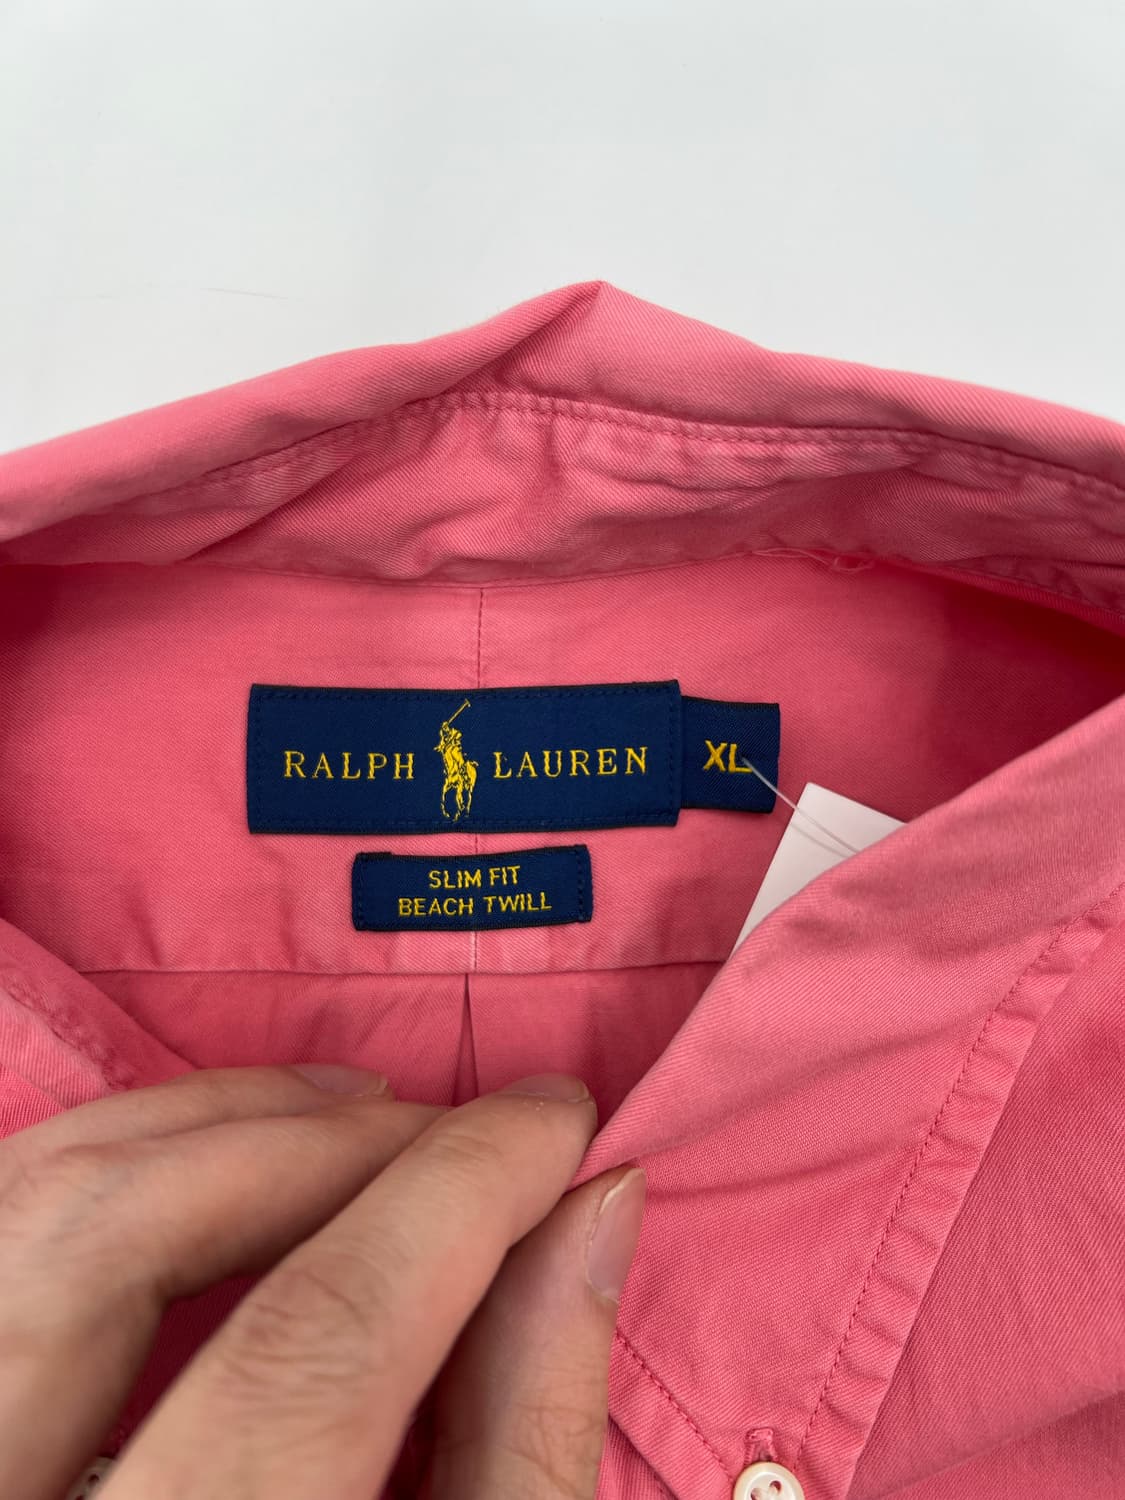 RALPH LAUREN
XL
SLIM FIT
BEACH TWILL